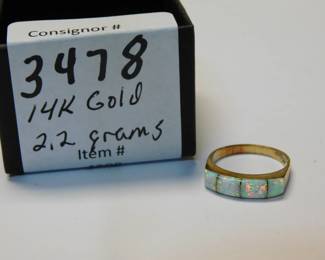 Consignor #
3478
14K Gold
2.2 grams
Item #